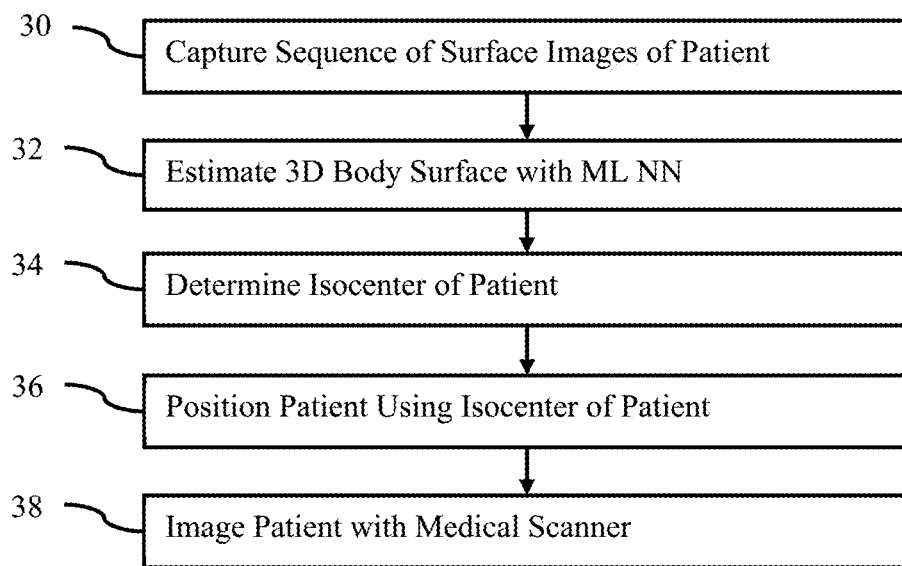 30 Capture Sequence of Surface Images of Patient
32 Estimate 3D Body Surface with ML NN
34 Determine Isocenter of Patient
36 Position Patient Using Isocenter of Patient
38 Image Patient with Medical Scanner